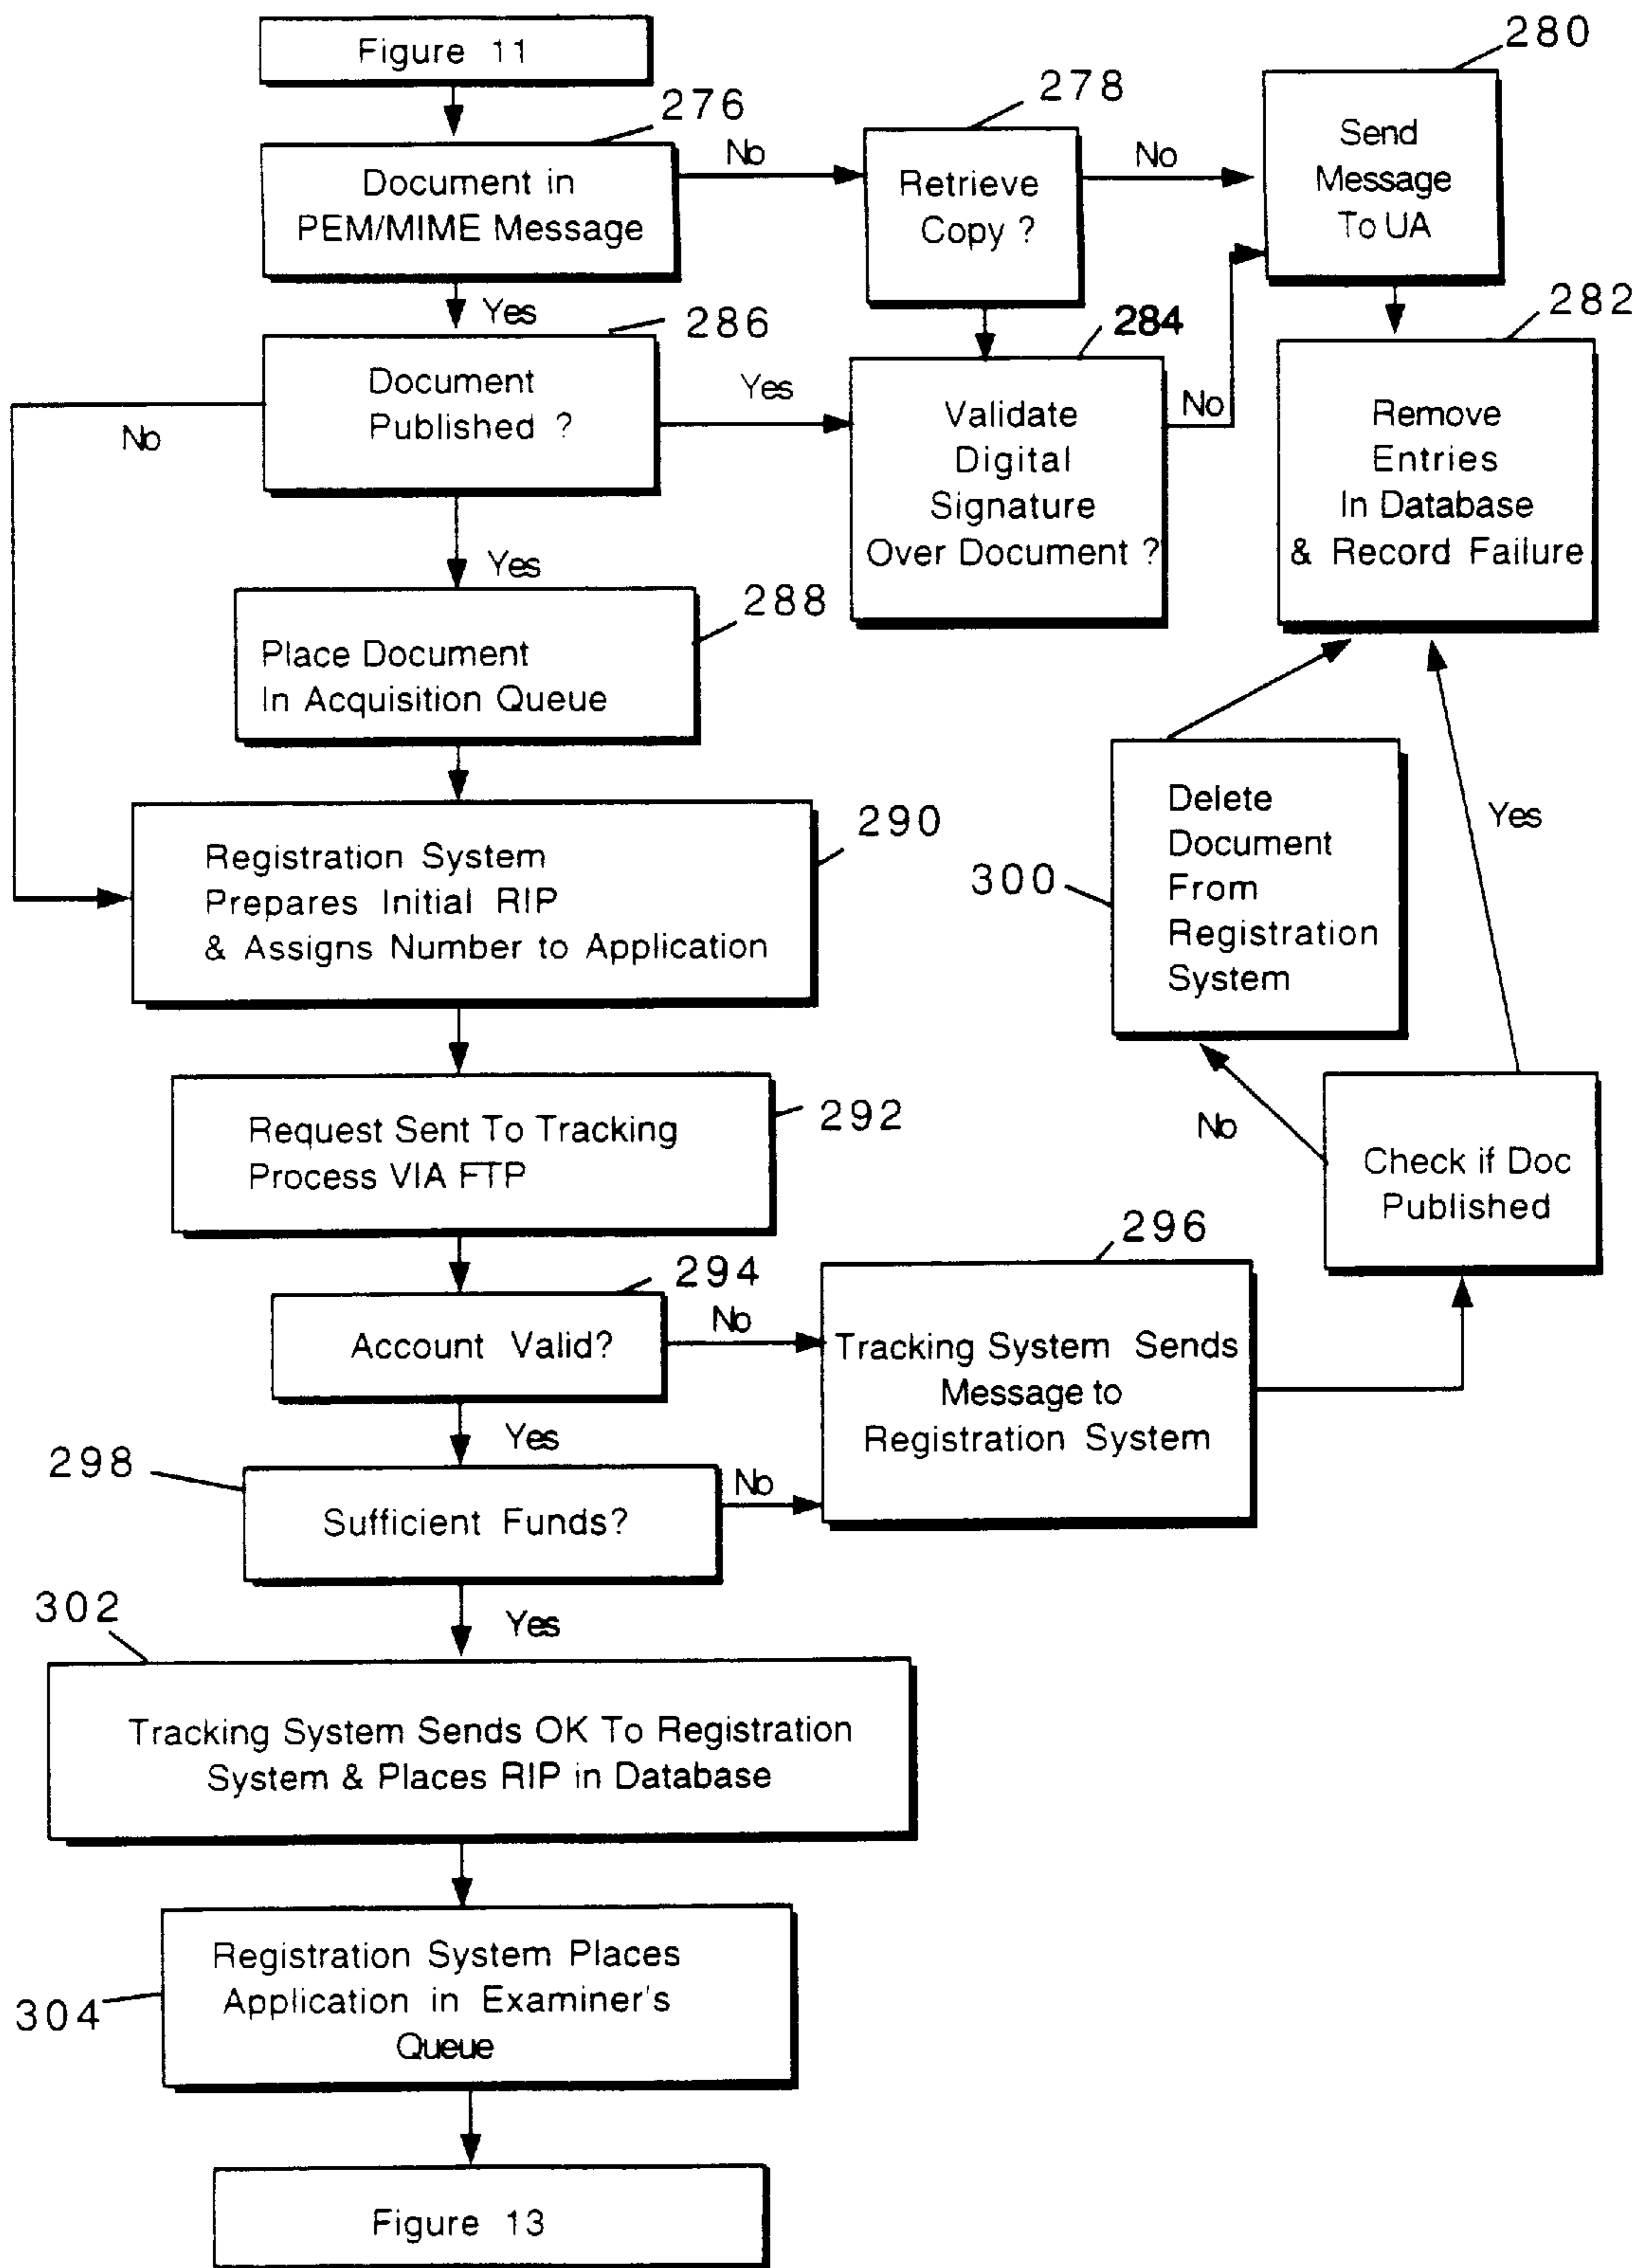 Figure 11
276
Document in
PEM/MIME Message
No
278
Retrieve
Copy ?
No
280
Send
Message
To UA
Yes
286
Document
Published ?
No
Yes
284
Validate
Digital
Signature
Over Document ?
No
282
Remove
Entries
In Database
& Record Failure
Yes
288
Place Document
In Acquisition Queue
290
Registration System
Prepares Initial RIP
& Assigns Number to Application
300
Delete
Document
From
Registration
System
Yes
No
Check if Doc
Published
292
Request Sent To Tracking
Process VIA FTP
294
Account Valid?
No
296
Tracking System Sends
Message to
Registration System
Yes
298
Sufficient Funds?
No
Yes
302
Tracking System Sends OK To Registration
System & Places RIP in Database
304
Registration System Places
Application in Examiner's
Queue
Figure 13